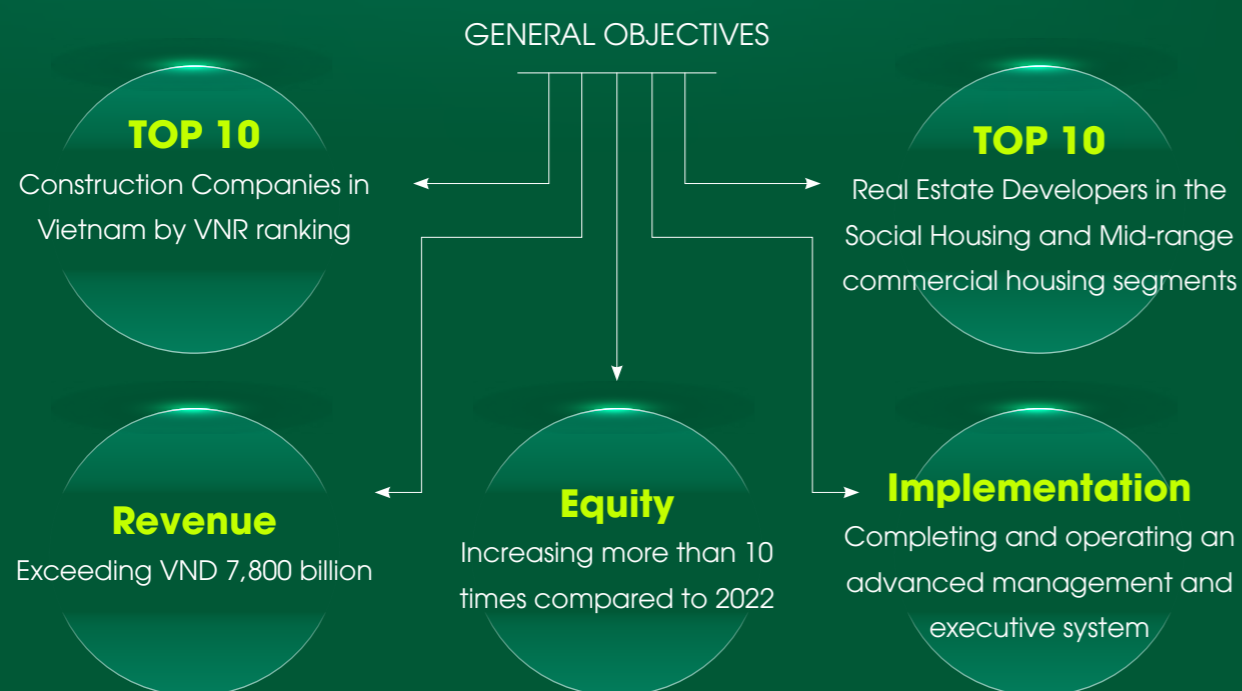 GENERAL OBJECTIVES
TOP 10
Construction Companies in
Vietnam by VNR ranking
TOP 10
Real Estate Developers in the
Social Housing and Mid-range
commercial housing segments
Revenue
Exceeding VND 7,800 billion
Equity
Increasing more than 10
times compared to 2022
Implementation
Completing and operating an
advanced management and
executive system